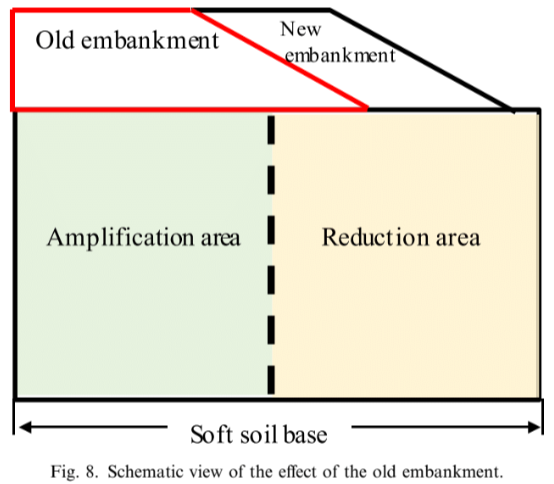 Old embankment
New
embankment
Amplification area
Reduction area
Soft soil base
Fig. 8. Schematic view of the effect of the old embankment.